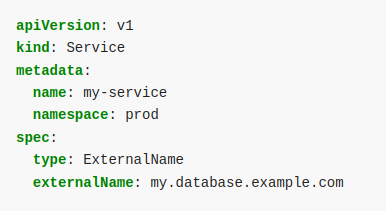 apiVersion: v1
kind: Service
metadata:
  name: my-service
  namespace: prod
spec:
  type: ExternalName
  externalName: my.database.example.com